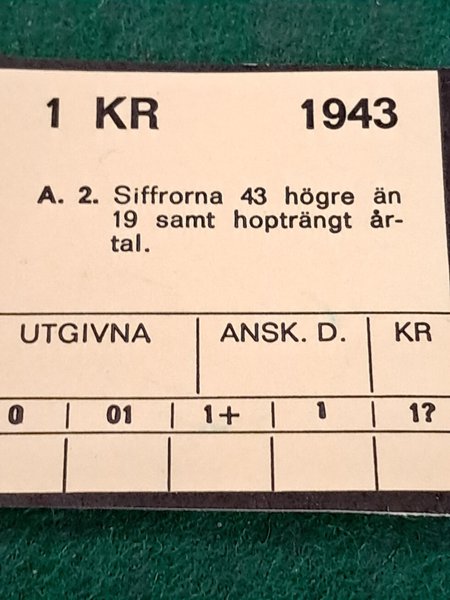 1 KR 1943
A. 2. Siffrorna 43 högre än
19 samt hopträngt år-
tal.
UTGIVNA | ANSK. D. | KR
0 | 01 | 1+ | 1 | 1?